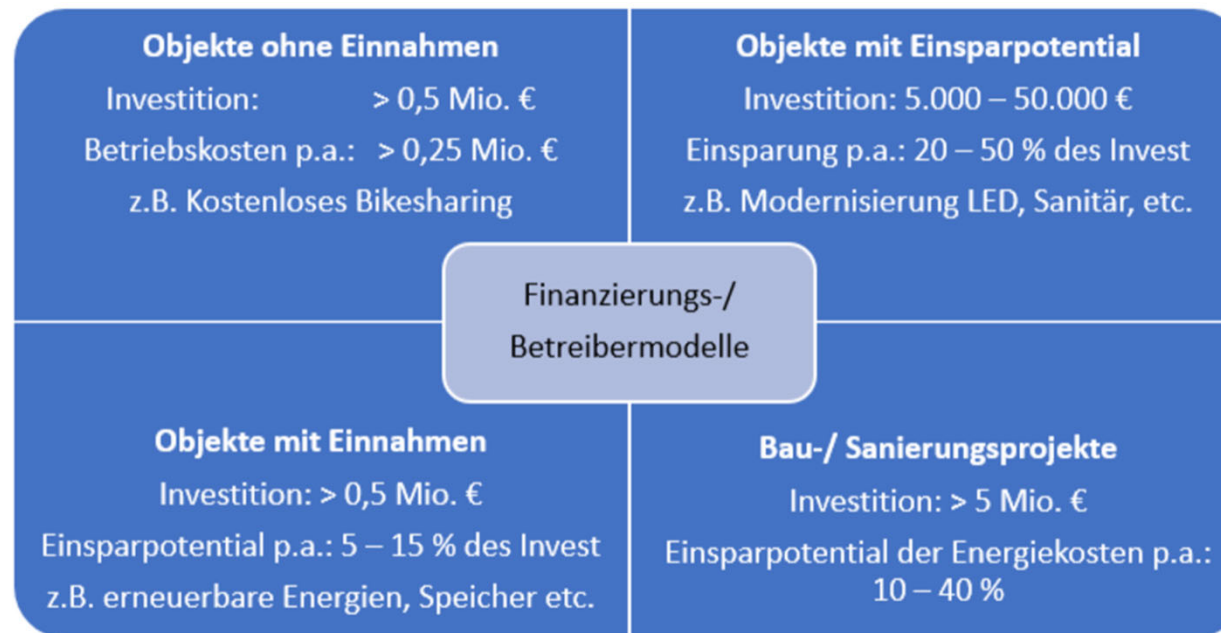 Objekte ohne Einnahmen
Investition: > 0,5 Mio. €
Betriebskosten p.a.: > 0,25 Mio. €
z.B. Kostenloses Bikesharing
Objekte mit Einsparpotential
Investition: 5.000 – 50.000 €
Einsparung p.a.: 20 – 50 % des Invest
z.B. Modernisierung LED, Sanitär, etc.
Finanzierungs-/
Betreibermodelle
Objekte mit Einnahmen
Investition: > 0,5 Mio. €
Einsparpotential p.a.: 5 – 15 % des Invest
z.B. erneuerbare Energien, Speicher etc.
Bau-/ Sanierungsprojekte
Investition: > 5 Mio. €
Einsparpotential der Energiekosten p.a.:
10 – 40 %